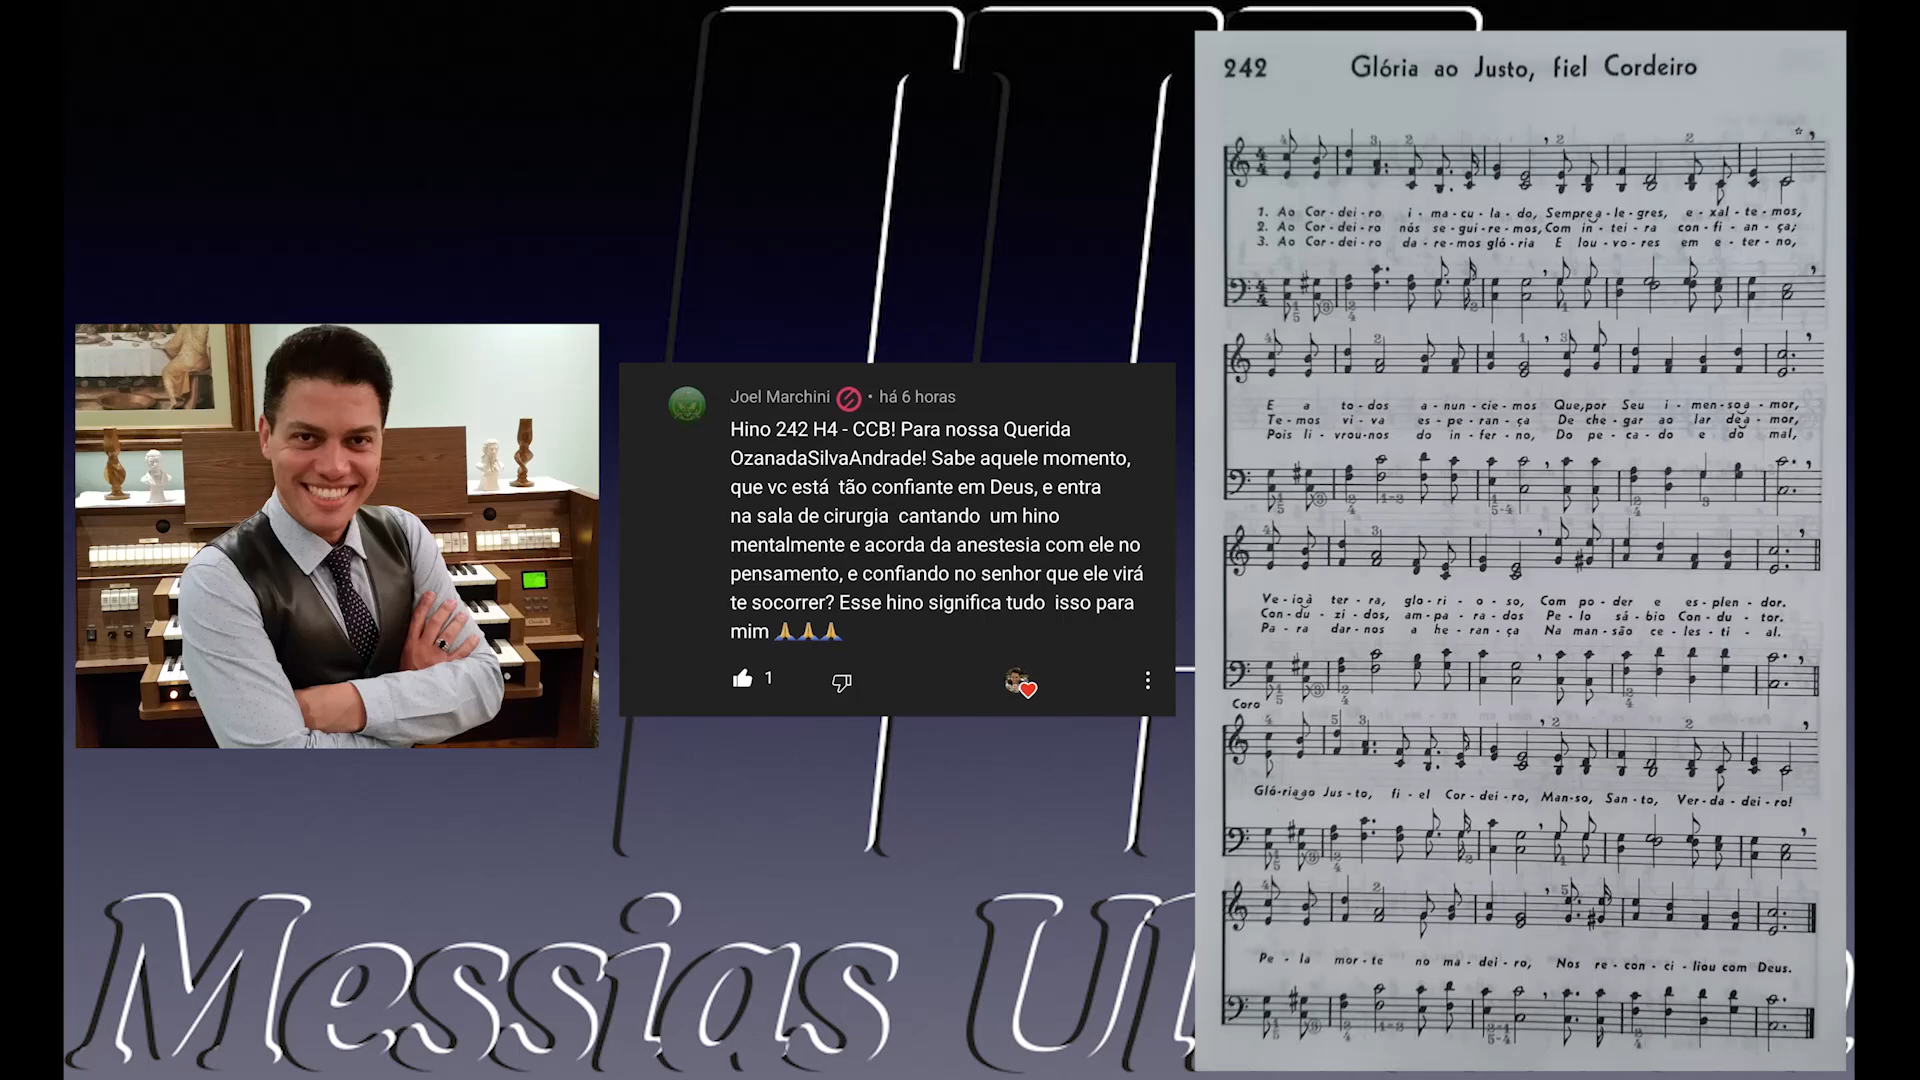 242 Glória ao Justo, fiel Cordeiro
1. Ao Cor-dei-ro i-ma-cu-la-do, Sempre a-le-gres, e-xal-te-mos,
2. Ao Cor-dei-ro nós se-gui-re-mos, Com in-tei-ra con-fi-an-ça;
3. Ao Cor-dei-ro da-re-mos gló-ria E lou-vo-res em e-ter-no,
E a to-dos a-nun-cie-mos Que, por Seu i-men-so a-mor,
Te-mos vi-va es-pe-ran-ça De che-gar ao lar de a-mor,
Pois li-vrou-nos do in-fer-no, Do pe-ca-do e do mal,
Ve-io à ter-ra, glo-ri-o-so, Com po-der e es-plen-dor.
Con-du-zi-dos, am-pa-ra-dos Pe-lo sá-bio Con-du-tor.
Pa-ra dar-nos a he-ran-ça Na man-são ce-les-ti-al.
Coro
Gló-ria ao Jus-to, fi-el Cor-dei-ro, Man-so, San-to, Ver-da-dei-ro!
Pe-la mor-te no ma-dei-ro, Nos re-con-ci-liou com Deus.
Joel Marchini • há 6 horas
Hino 242 H4 - CCB! Para nossa Querida
OzanadaSilvaAndrade! Sabe aquele momento,
que vc está tão confiante em Deus, e entra
na sala de cirurgia cantando um hino
mentalmente e acorda da anestesia com ele no
pensamento, e confiando no senhor que ele virá
te socorrer? Esse hino significa tudo isso para
mim 🙏🙏🙏
1
Messias